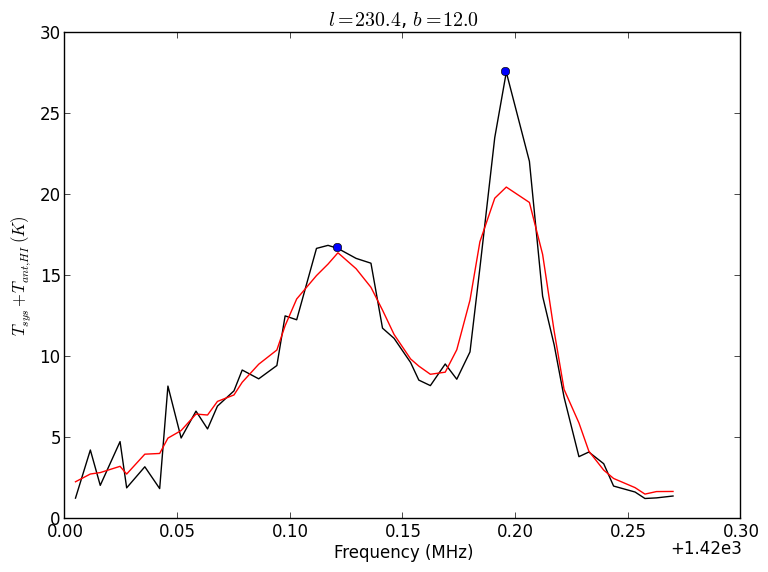 l = 230.4, b = 12.0
30
25
20
15
10
5
0
T_sys + T_ant,HI (K)
0.00 0.05 0.10 0.15 0.20 0.25 0.30
Frequency (MHz)
+1.42e3